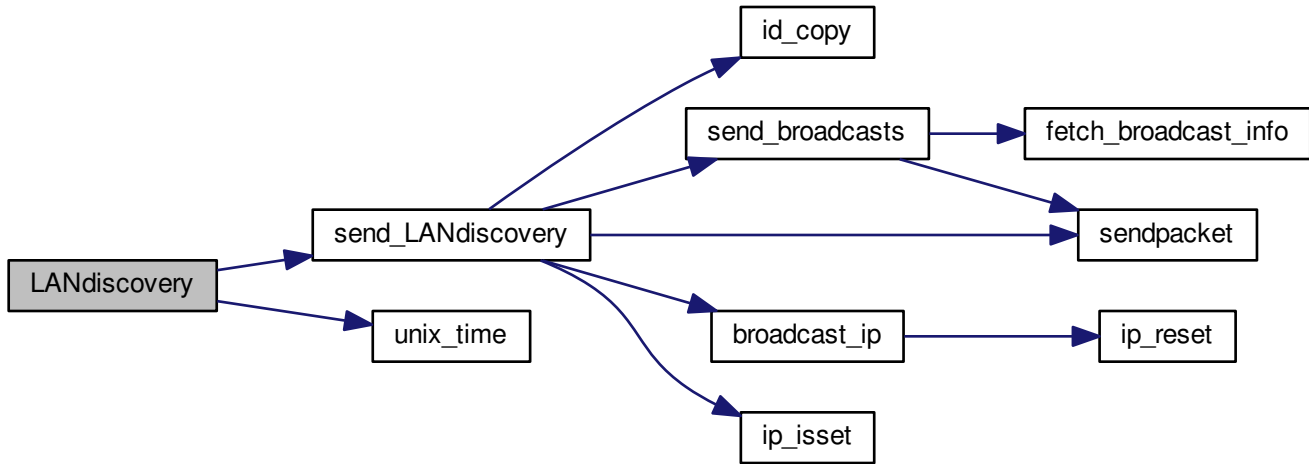 id_copy
send_broadcasts
fetch_broadcast_info
send_LANdiscovery
sendpacket
LANdiscovery
unix_time
broadcast_ip
ip_reset
ip_isset